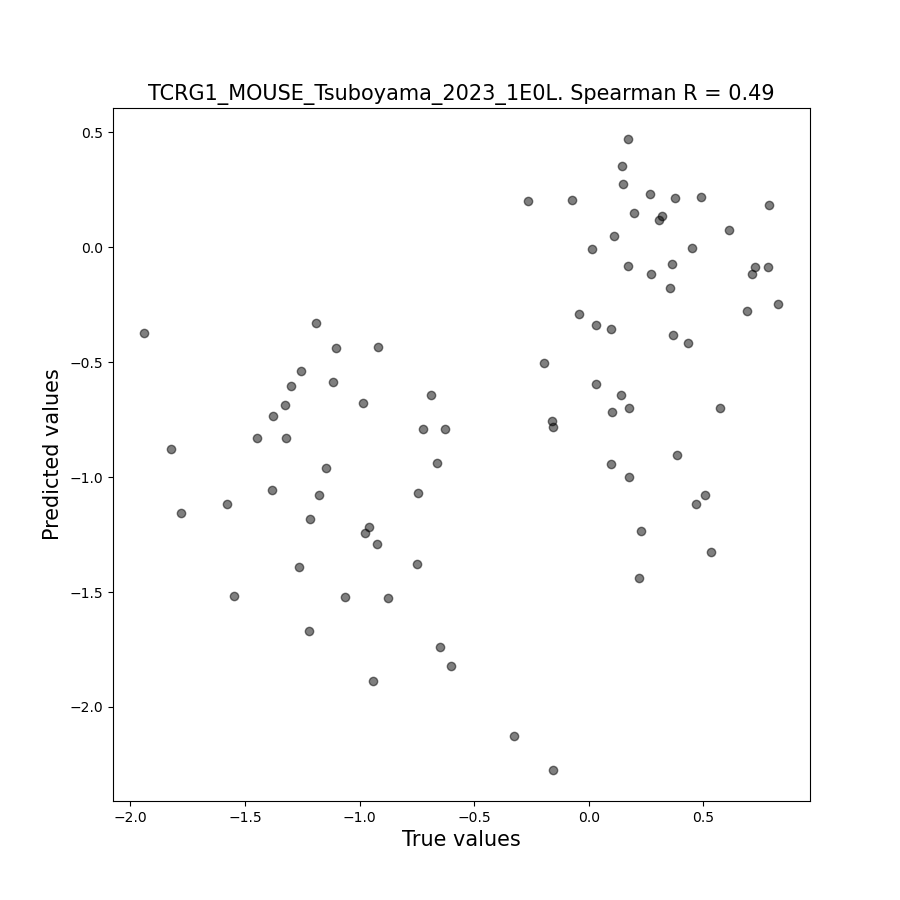 TCRG1_MOUSE_Tsuboyama_2023_1E0L. Spearman R = 0.49
0.5
0.0
−0.5
−1.0
−1.5
−2.0
Predicted values
−2.0 −1.5 −1.0 −0.5 0.0 0.5
True values